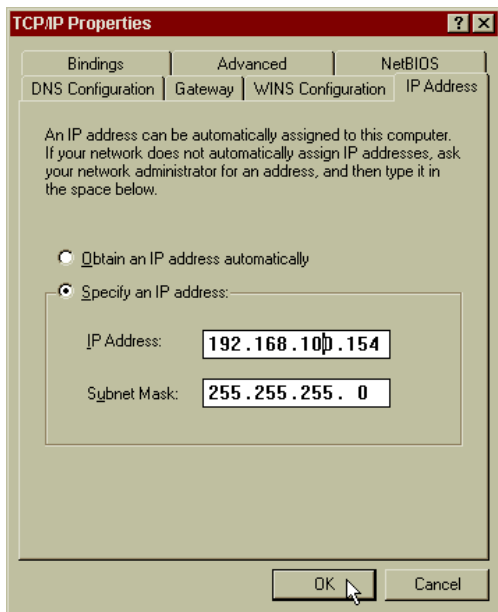 TCP/IP Properties
? ×
Bindings Advanced NetBIOS
DNS Configuration Gateway WINS Configuration IP Address
An IP address can be automatically assigned to this computer.
If your network does not automatically assign IP addresses, ask
your network administrator for an address, and then type it in
the space below.
Obtain an IP address automatically
Specify an IP address:
IP Address: 192.168.100.154
Subnet Mask: 255.255.255. 0
OK Cancel